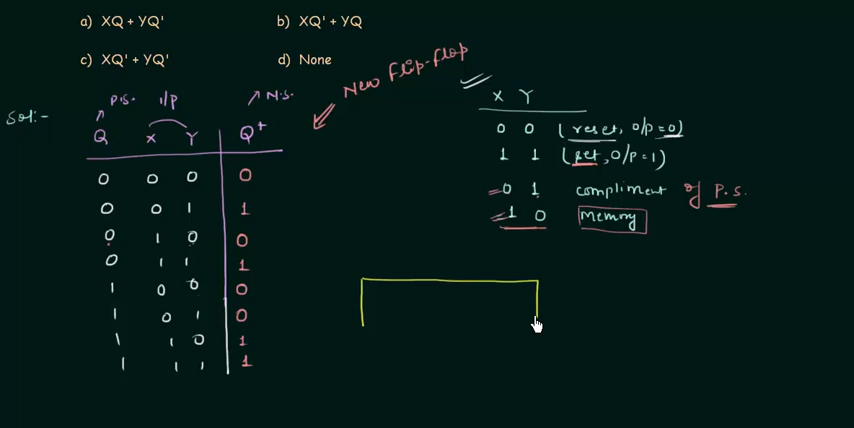 a) XQ + YQ'
b) XQ' + YQ
c) XQ' + YQ'
d) None
New flip-flop
Sol:-
P.S. I/P N.S.
Q X Y Q+
0 0 0 0
0 0 1 1
0 1 0 0
0 1 1 1
1 0 0 0
1 0 1 0
1 1 0 1
1 1 1 1
X Y
0 0 (reset, O/P = 0)
1 1 (set, O/P = 1)
0 1 compliment of P.S.
1 0 Memory